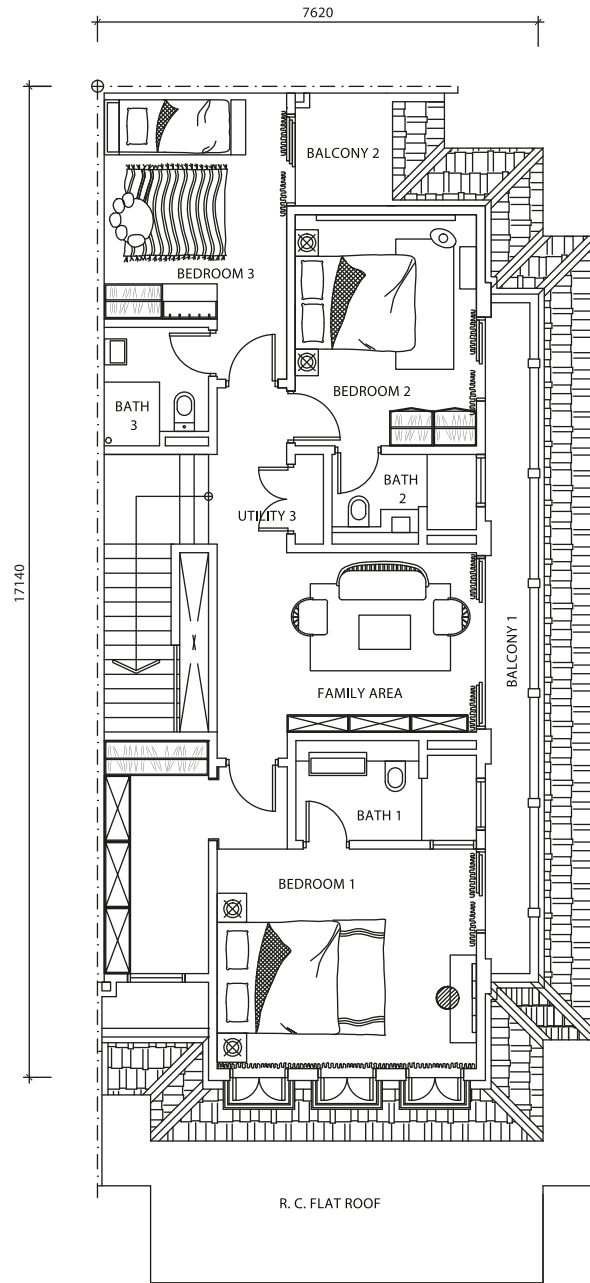 7620
BALCONY 2
BEDROOM 3
BEDROOM 2
BATH
3
BATH
2
UTILITY 3
17140
BALCONY 1
FAMILY AREA
BATH 1
BEDROOM 1
R. C. FLAT ROOF